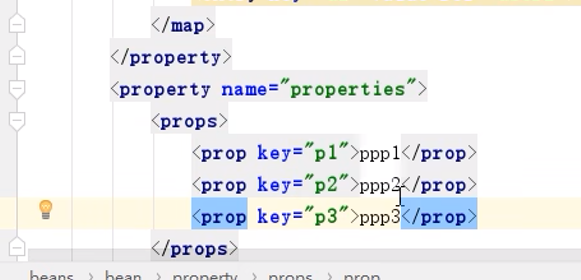 </map>
</property>
<property name="properties">
<props>
<prop key="p1">ppp1</prop>
<prop key="p2">ppp2</prop>
<prop key="p3">ppp3</prop>
</props>
beans > bean > property > props > prop